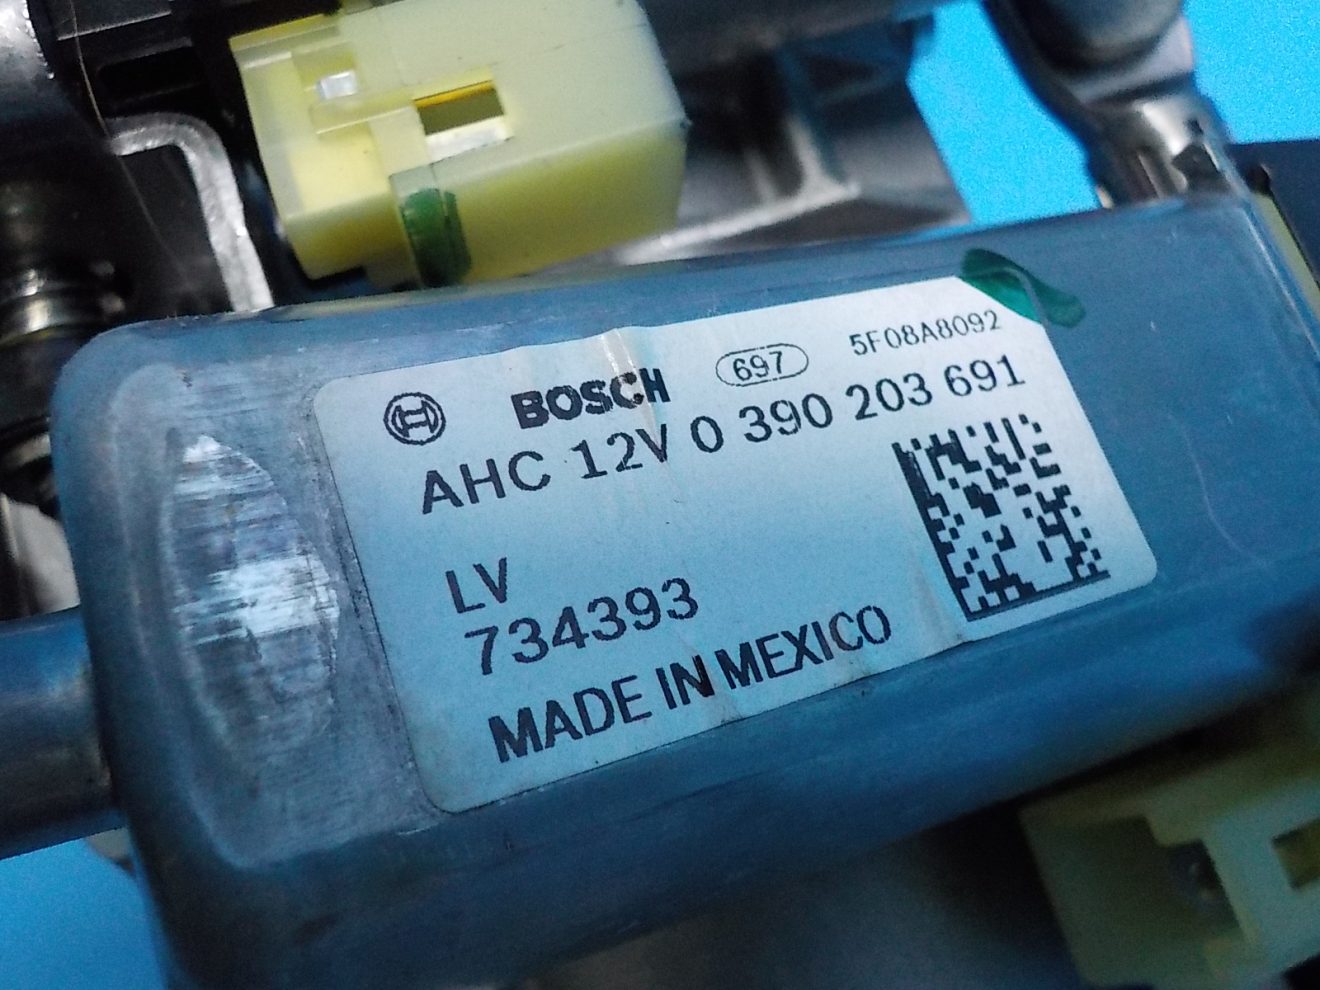 BOSCH 697 5F08A8092
AHC 12V 0 390 203 691
LV
734393
MADE IN MEXICO